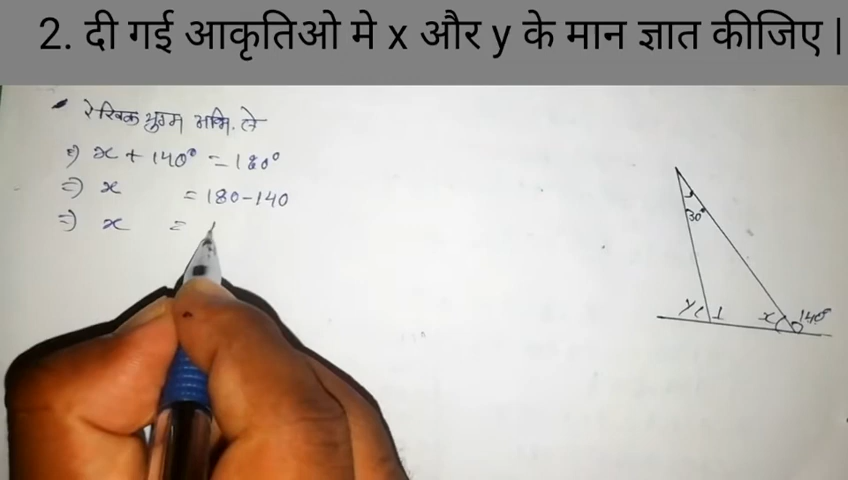 2. दी गई आकृतिओ मे x और y के मान ज्ञात कीजिए |
रैखिक युग्म अभि. से
⇒ x + 140° = 180°
⇒ x = 180-140
⇒ x =
30°
y
x
140°